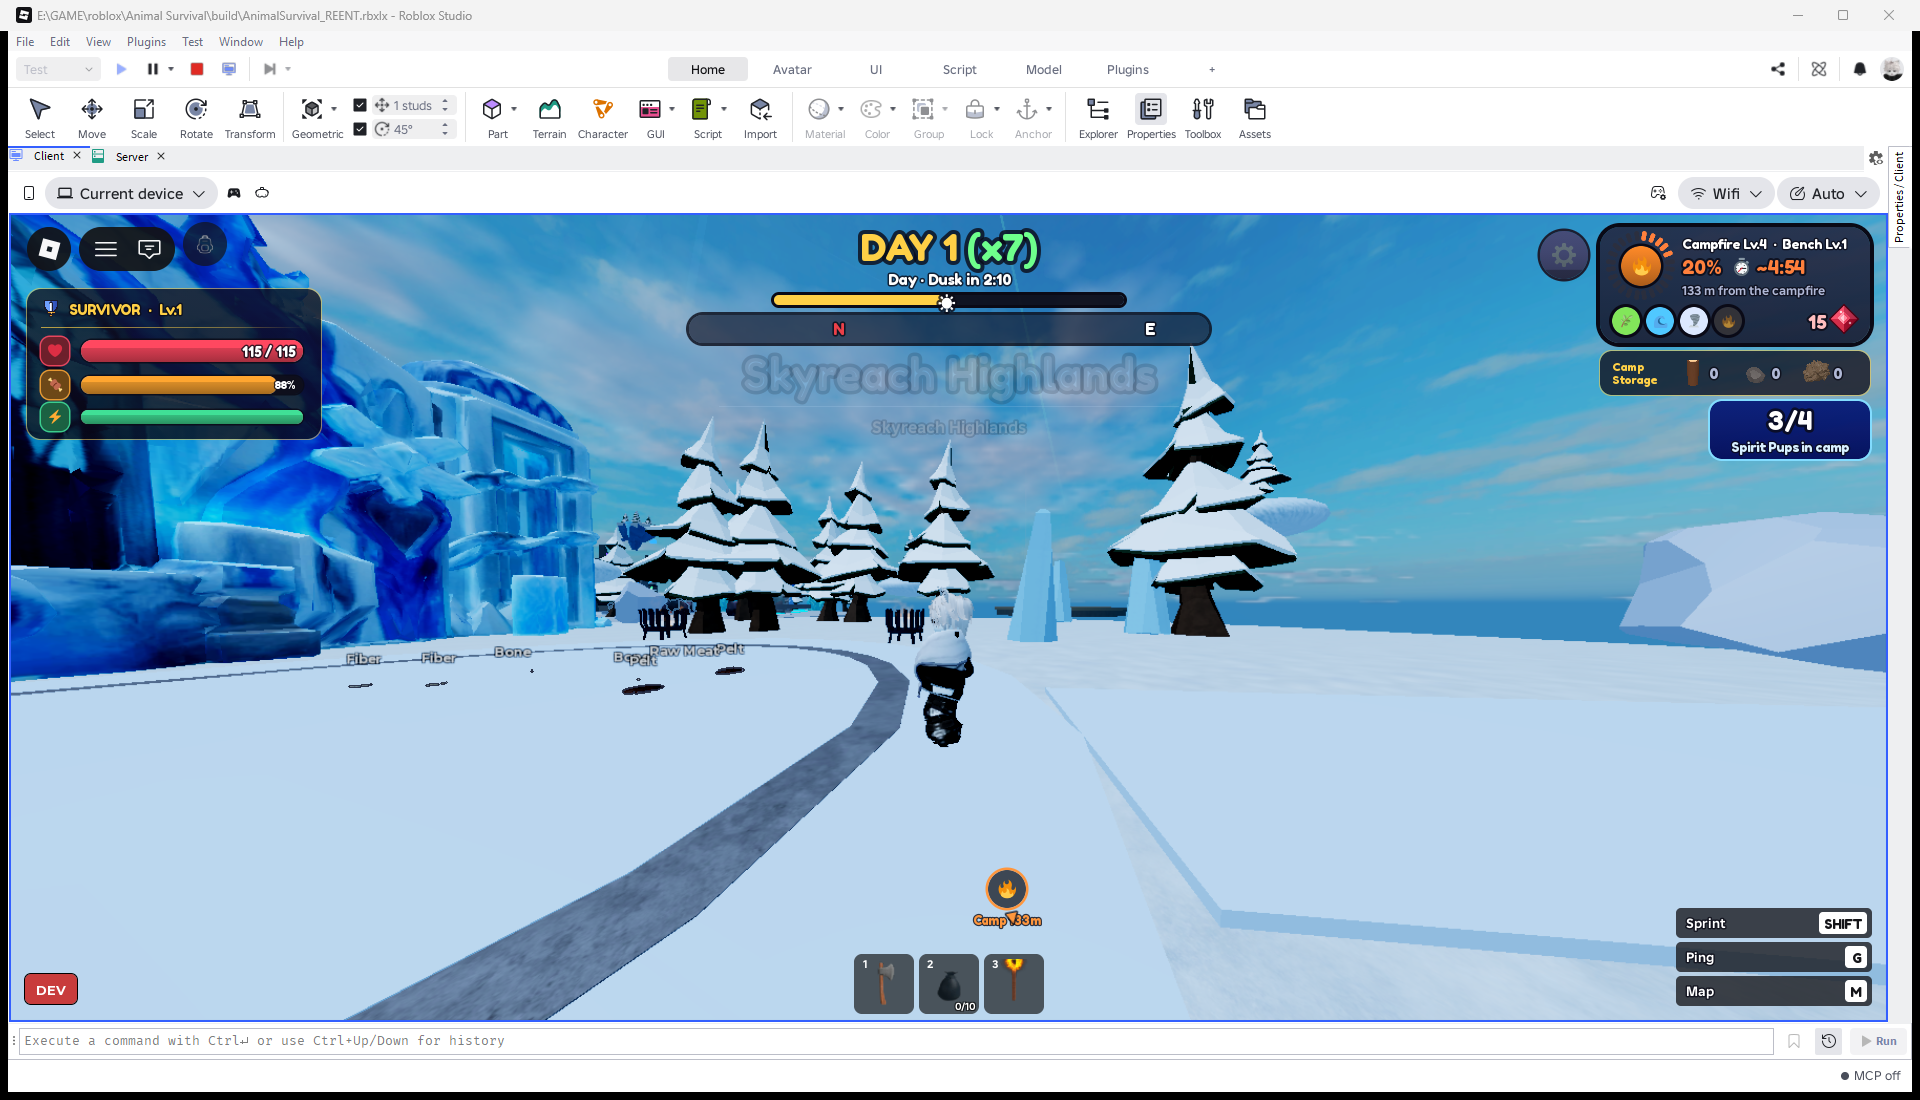 E:\GAME\roblox\Animal Survival\build\AnimalSurvival_REENT.rbxlx - Roblox Studio
File Edit View Plugins Test Window Help
Test
Home Avatar UI Script Model Plugins +
1 studs
45°
Select Move Scale Rotate Transform Geometric Part Terrain Character GUI Script Import Material Color Group Lock Anchor Explorer Properties Toolbox Assets
Client Server
Properties / Client
Current device
Wifi
Auto
DAY 1 (x7)
Day · Dusk in 2:10
N E
Skyreach Highlands
Skyreach Highlands
SURVIVOR · Lv.1
115 / 115
88%
Campfire Lv.4 · Bench Lv.1
20% ~4:54
133 m from the campfire
15
Camp Storage 0 0 0
3/4
Spirit Pups in camp
Fiber Fiber Bone Pelt Raw Meat Pelt
Camp 133m
1 2 3
0/10
Sprint SHIFT
Ping G
Map M
DEV
Execute a command with Ctrl↵ or use Ctrl+Up/Down for history
Run
MCP off